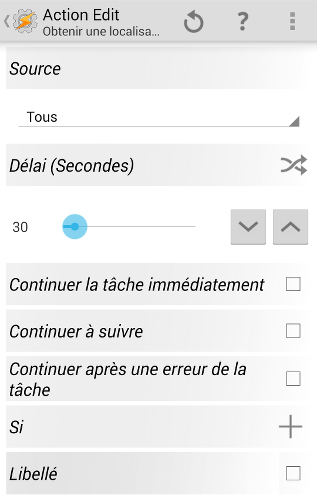 Action Edit
Obtenir une localisa...
Source
Tous
Délai (Secondes)
30
Continuer la tâche immédiatement
Continuer à suivre
Continuer après une erreur de la
tâche
Si
Libellé